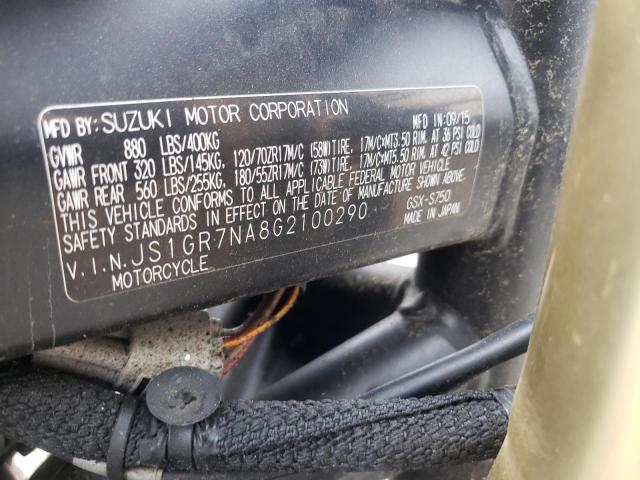 MFD BY: SUZUKI MOTOR CORPORATION MFD IN: 09/15
GVWR 880 LBS/400KG
GAWR FRONT 320 LBS/145KG, 120/70ZR17M/C (58W)TIRE, 17M/C×MT3.50 RIM, AT 36 PSI COLD
GAWR REAR 560 LBS/255KG, 180/55ZR17M/C (73W)TIRE, 17M/C×MT5.50 RIM, AT 42 PSI COLD
THIS VEHICLE CONFORMS TO ALL APPLICABLE FEDERAL MOTOR VEHICLE
SAFETY STANDARDS IN EFFECT ON THE DATE OF MANUFACTURE SHOWN ABOVE.
V.I.N. JS1GR7NA8G2100290 GSX-S750
MOTORCYCLE